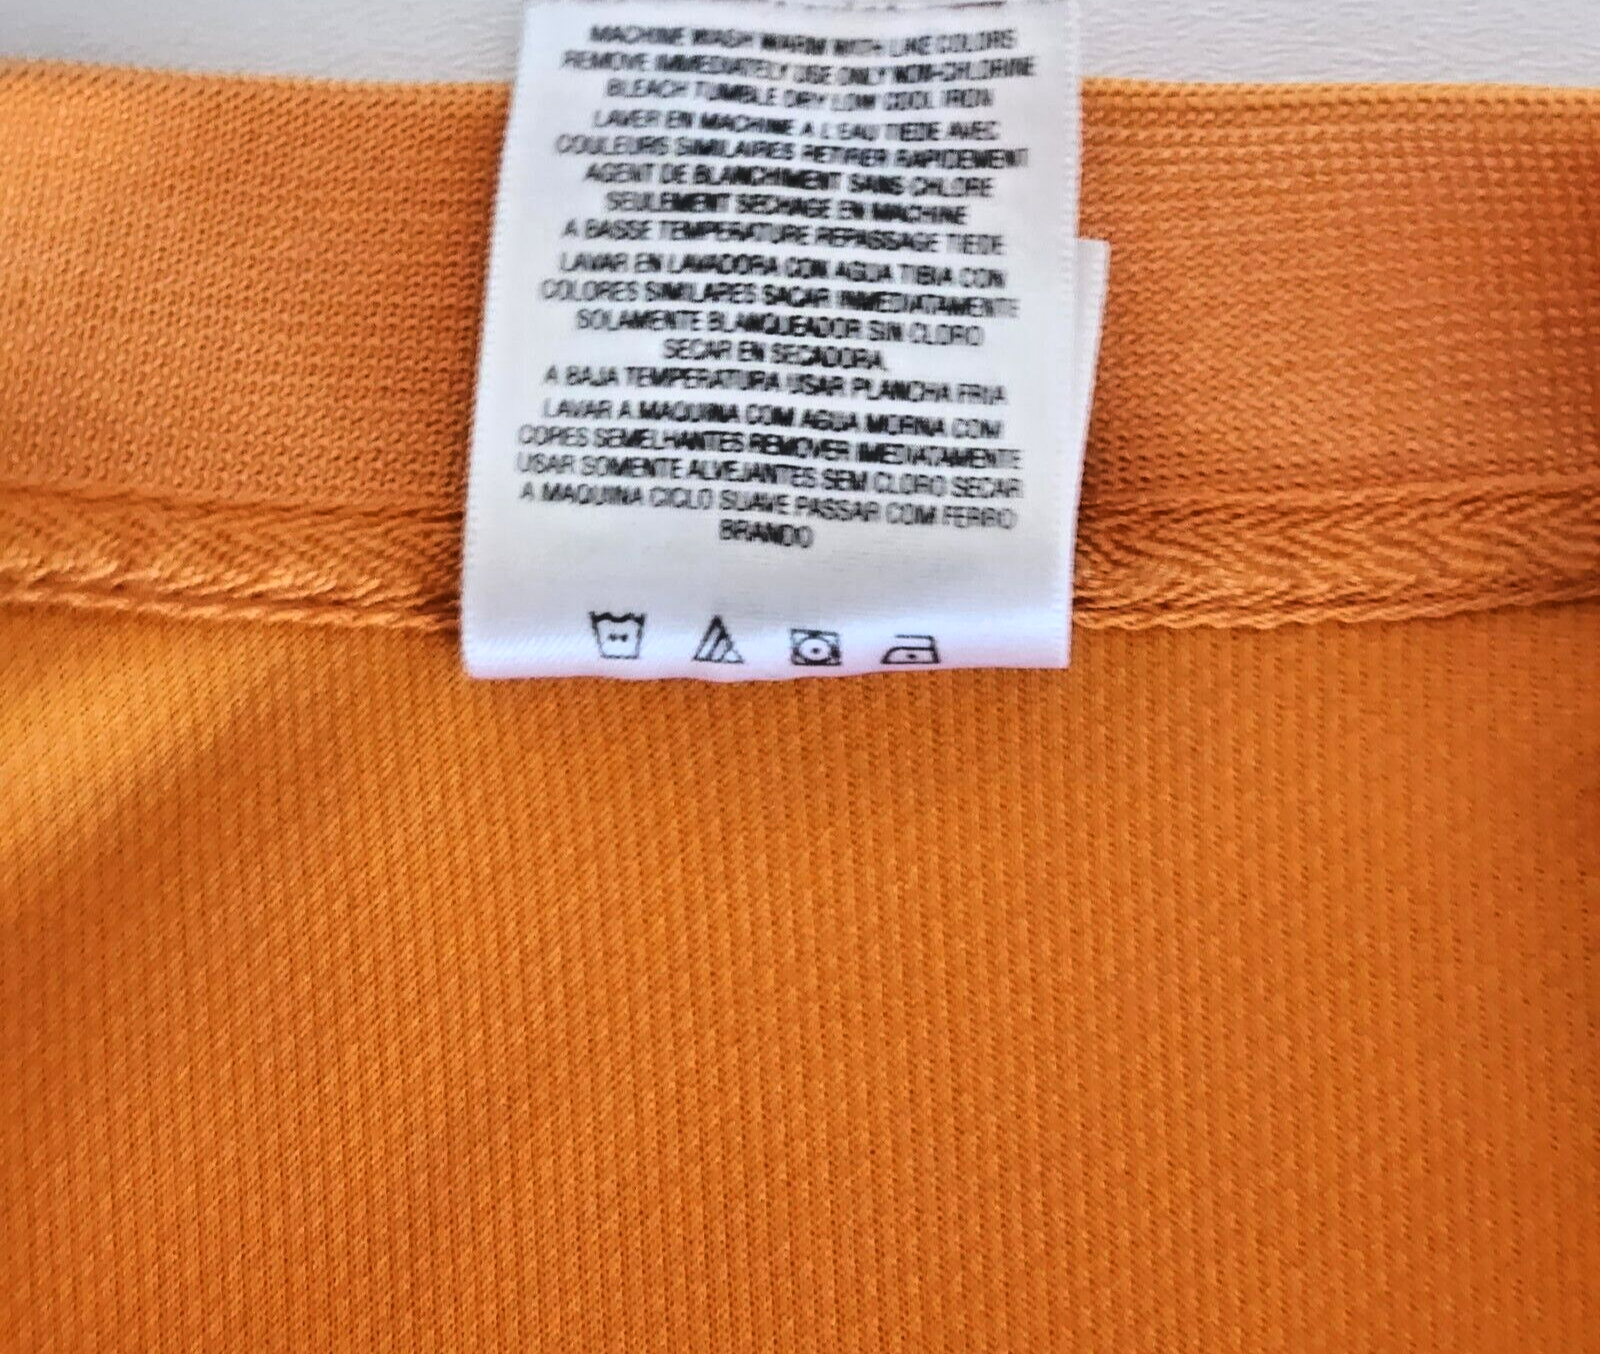 MACHINE WASH WARM WITH LIKE COLORS
REMOVE IMMEDIATELY USE ONLY NON-CHLORINE
BLEACH TUMBLE DRY LOW COOL IRON
LAVER EN MACHINE A L'EAU TIEDE AVEC
COULEURS SIMILAIRES RETIRER RAPIDEMENT
AGENT DE BLANCHIMENT SANS CHLORE
SEULEMENT SECHAGE EN MACHINE
A BASSE TEMPERATURE REPASSAGE TIEDE
LAVAR EN LAVADORA CON AGUA TIBIA CON
COLORES SIMILARES SACAR INMEDIATAMENTE
SOLAMENTE BLANQUEADOR SIN CLORO
SECAR EN SECADORA,
A BAJA TEMPERATURA USAR PLANCHA FRIA
LAVAR A MAQUINA COM AGUA MORNA COM
CORES SEMELHANTES REMOVER IMEDIATAMENTE
USAR SOMENTE ALVEJANTES SEM CLORO SECAR
A MAQUINA CICLO SUAVE PASSAR COM FERRO
BRANDO